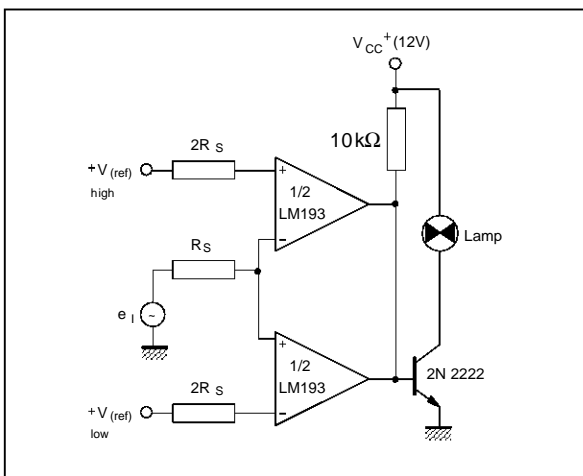 V CC + (12V)
10kΩ
2R S
+V (ref)
high
+
1/2
LM193
-
Lamp
R S
e I
~
+
1/2
LM193
-
2N 2222
2R S
+V (ref)
low